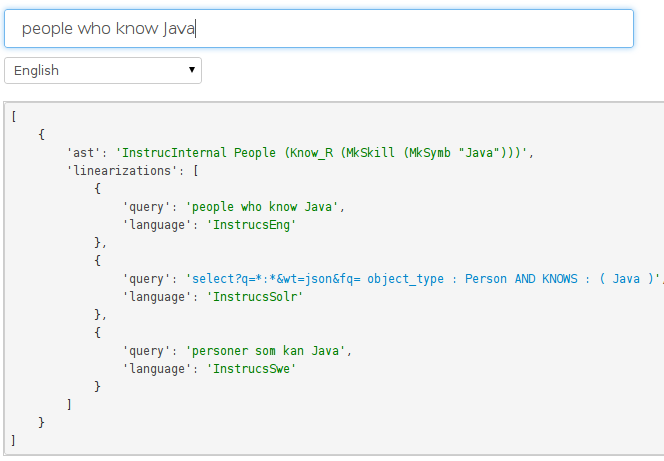 people who know Java
English
[
{
'ast': 'InstrucInternal People (Know_R (MkSkill (MkSymb "Java")))',
'linearizations': [
{
'query': 'people who know Java',
'language': 'InstrucsEng'
},
{
'query': 'select?q=*:*&wt=json&fq= object_type : Person AND KNOWS : ( Java )',
'language': 'InstrucsSolr'
},
{
'query': 'personer som kan Java',
'language': 'InstrucsSwe'
}
]
}
]